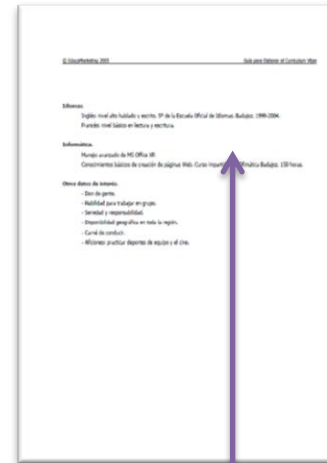 © EducaMarketing 2005 Guía para Elaborar el Curriculum Vitae
Idiomas.
Inglés: nivel alto hablado y escrito. 5º de la Escuela Oficial de Idiomas. Badajoz. 1999-2004.
Francés: nivel básico en lectura y escritura.
Informática.
Manejo avanzado de MS Office XP.
Conocimientos básicos de creación de páginas Web. Curso Badajoz. 150 horas.
Otros datos de interés.
- Don de gente.
- Habilidad para trabajar en grupo.
- Seriedad y responsabilidad.
- Disponibilidad geográfica en toda la región.
- Carné de conducir.
- Aficiones: practicar deportes de equipo y el cine.